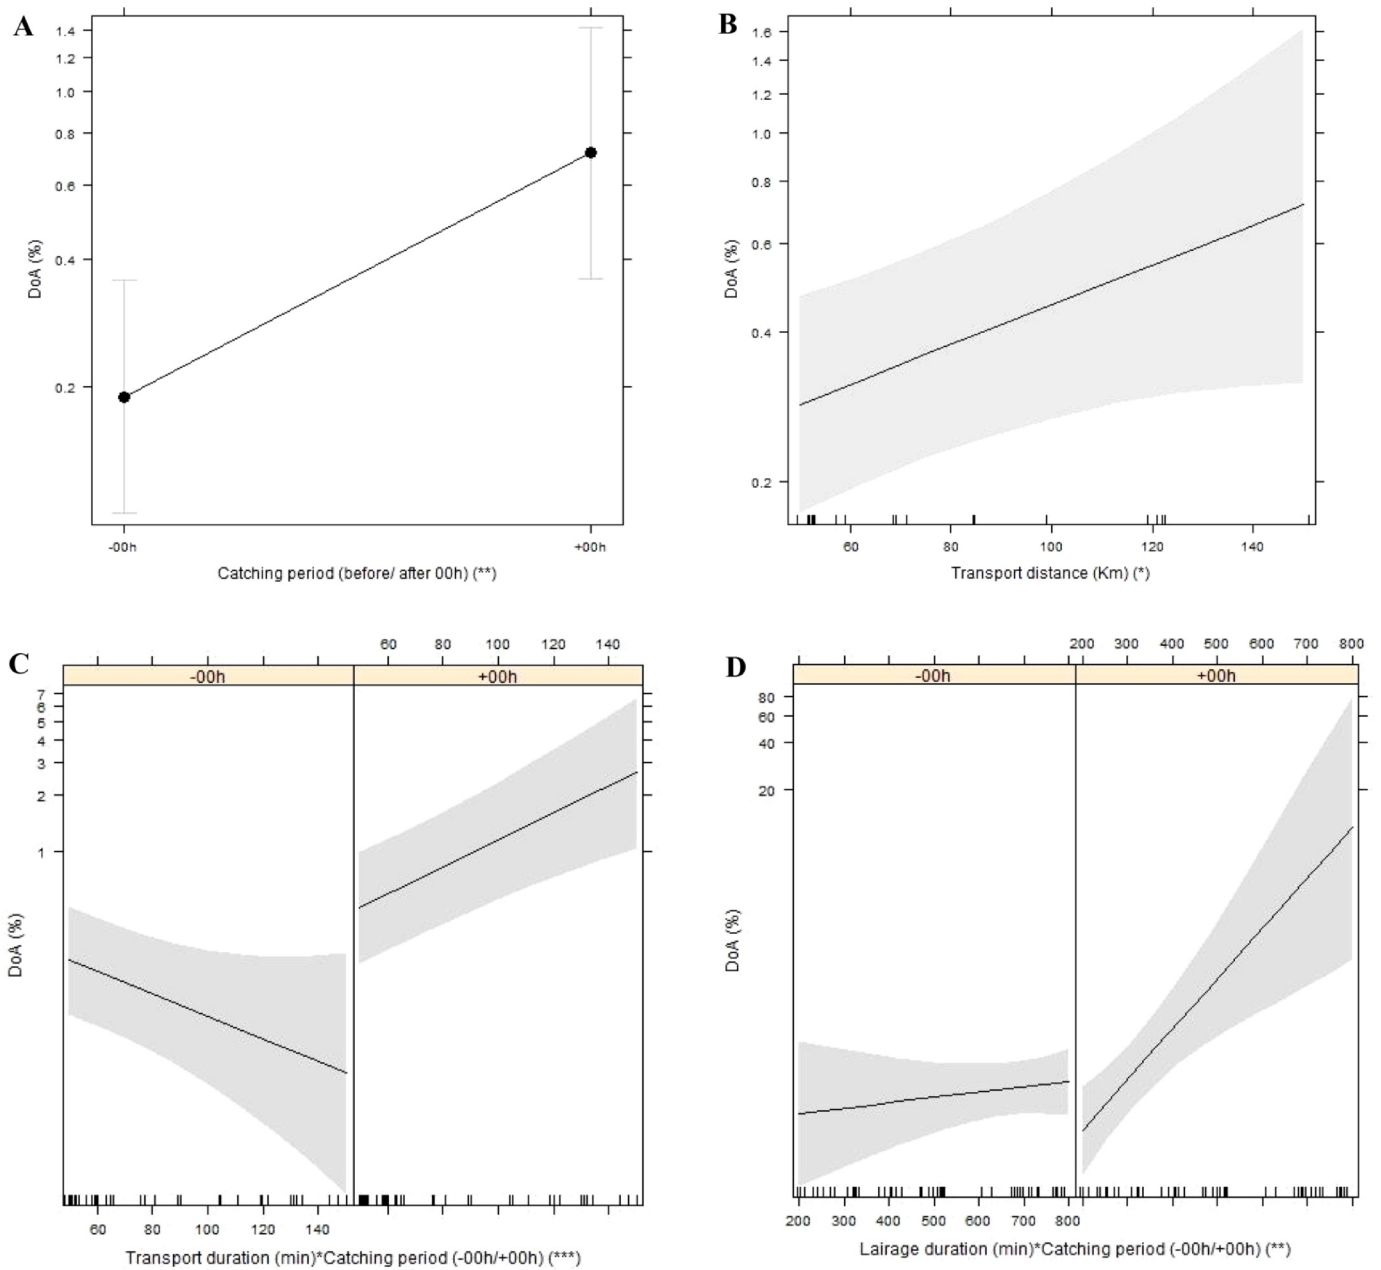 A
1.4
1.2
1.0
0.8
0.6
0.4
0.2
DoA (%)
-00h +00h
Catching period (before/ after 00h) (**)
B
1.6
1.4
1.2
1.0
0.8
0.6
0.4
0.2
DoA (%)
60 80 100 120 140
Transport distance (Km) (*)
C
60 80 100 120 140
-00h +00h
7
6
5
4
3
2
1
DoA (%)
60 80 100 120 140
Transport duration (min)*Catching period (-00h/+00h) (***)
D
200 300 400 500 600 700 800
-00h +00h
80
60
40
20
DoA (%)
200 300 400 500 600 700 800
Lairage duration (min)*Catching period (-00h/+00h) (**)